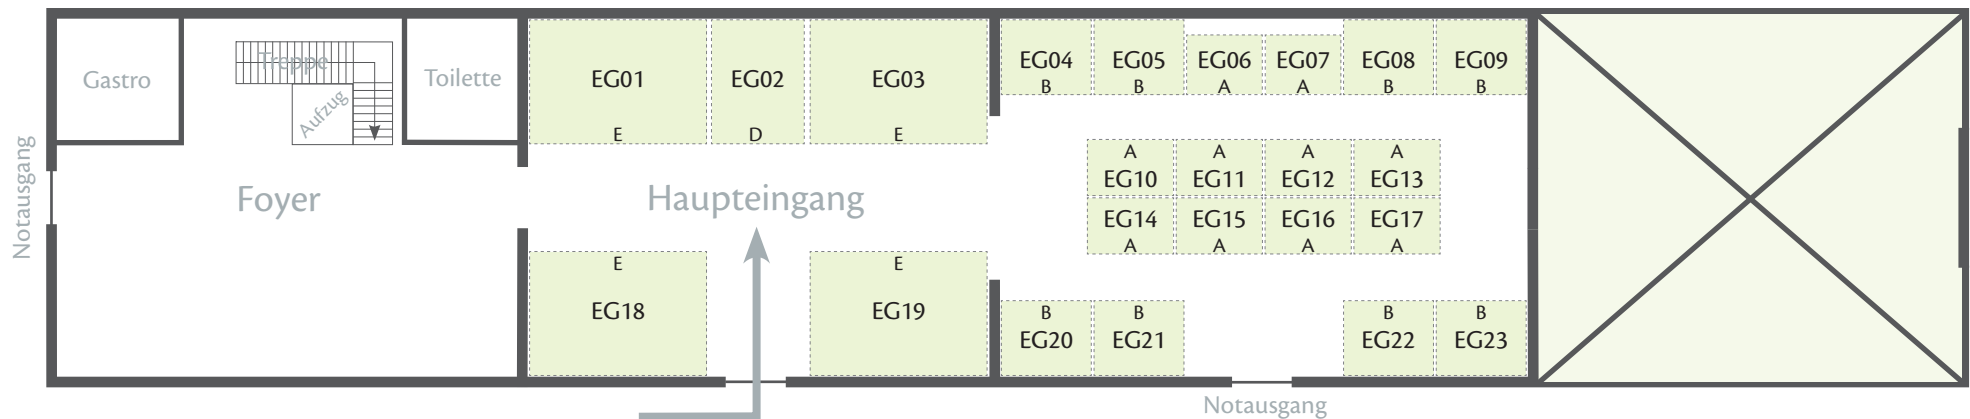 Gastro
Treppe
Aufzug
Toilette
EG01
E
EG02
D
EG03
E
EG04
B
EG05
B
EG06
A
EG07
A
EG08
B
EG09
B
A
EG10
A
EG11
A
EG12
A
EG13
EG14
A
EG15
A
EG16
A
EG17
A
Notausgang
Foyer
Haupteingang
E
EG18
E
EG19
B
EG20
B
EG21
B
EG22
B
EG23
Notausgang